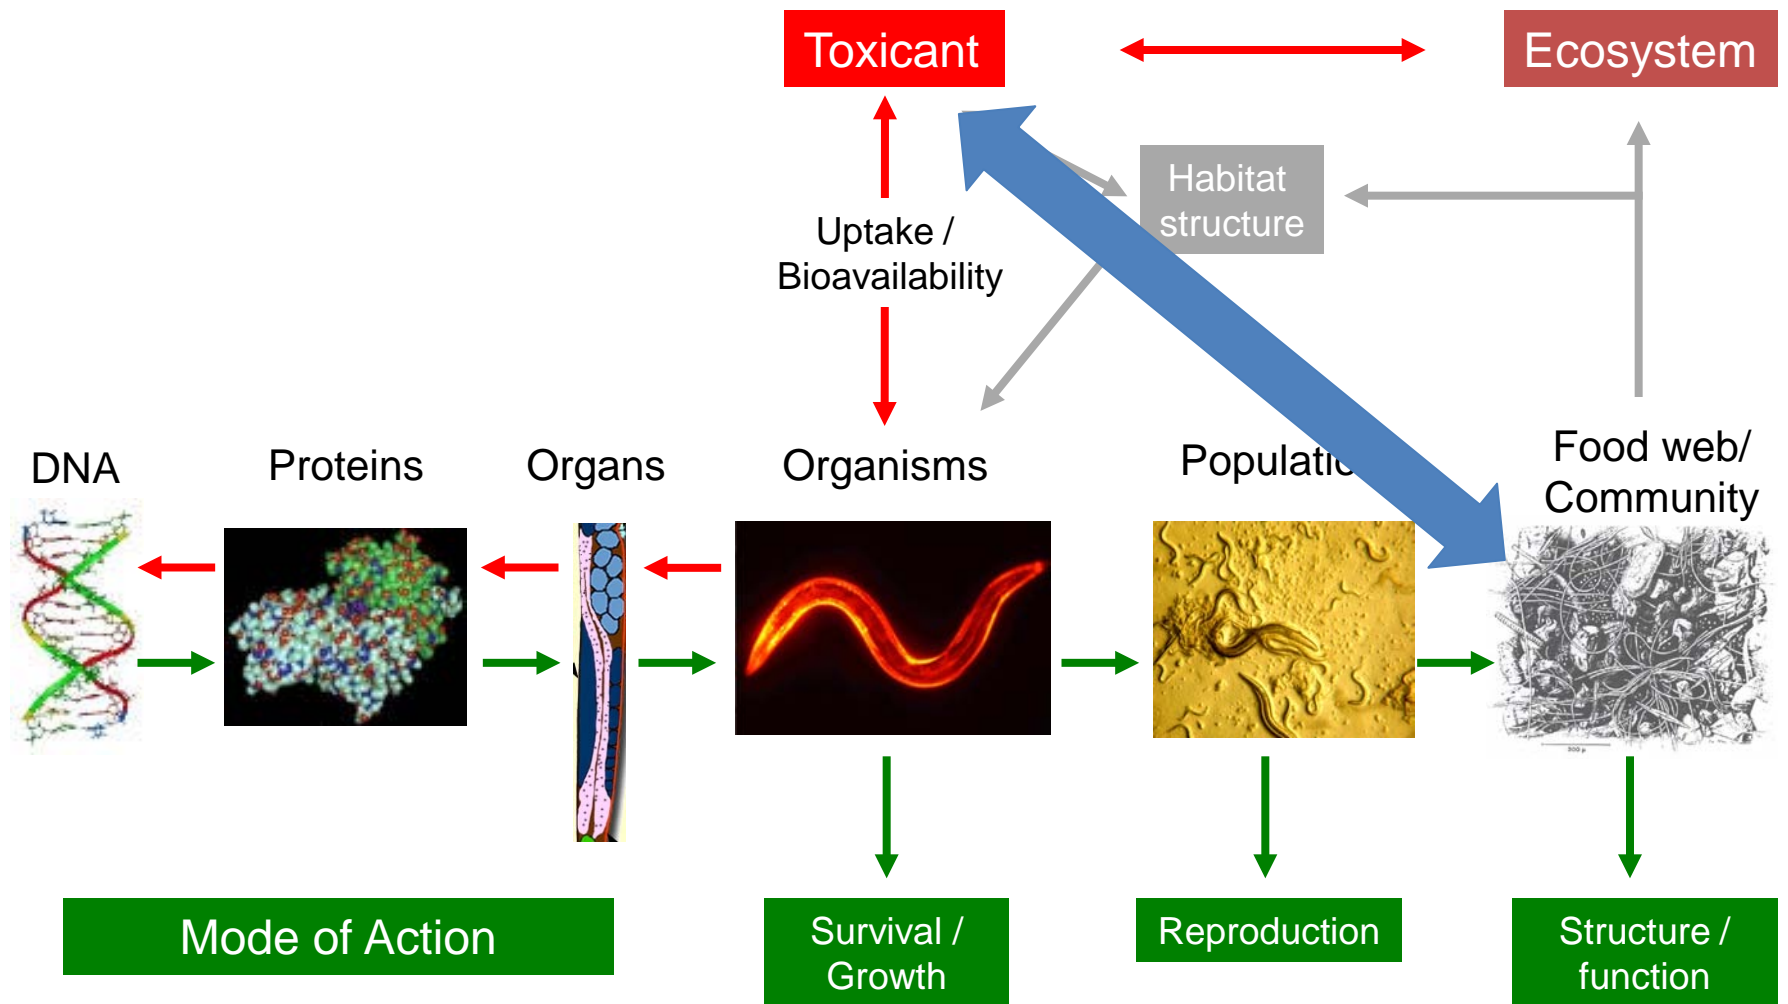 Toxicant
Ecosystem
Habitat
structure
Uptake /
Bioavailability
DNA
Proteins
Organs
Organisms
Populatio
Food web/
Community
Mode of Action
Survival /
Growth
Reproduction
Structure /
function